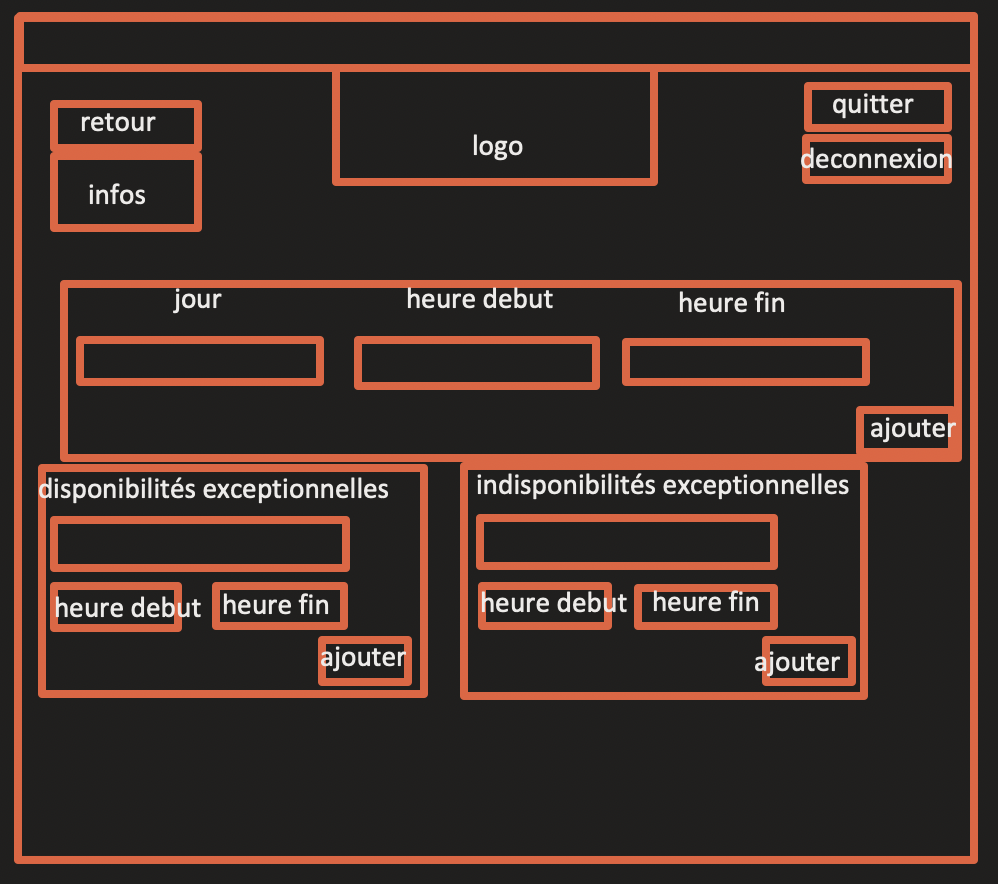 retour
infos
logo
quitter
deconnexion
jour
heure debut
heure fin
ajouter
disponibilités exceptionnelles
heure debut
heure fin
ajouter
indisponibilités exceptionnelles
heure debut
heure fin
ajouter